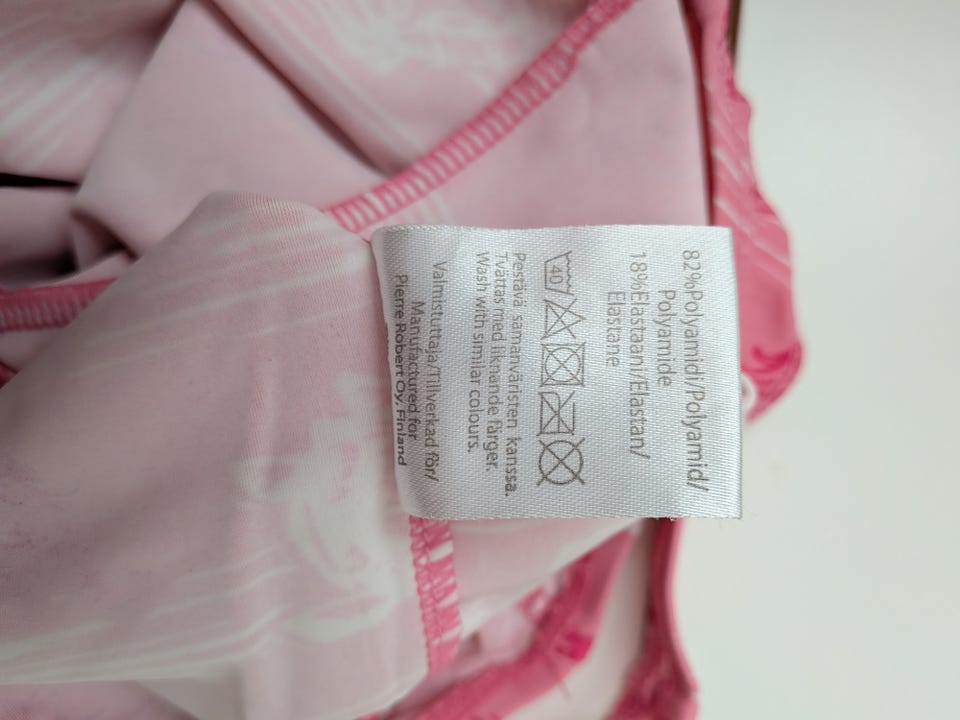 82%Polyamidi/Polyamid/
Polyamide
18%Elastaani/Elastan/
Elastane
40
Pestävä samanväristen kanssa.
Tvättas med liknande färger.
Wash with similar colours.
Valmistuttaja/Tillverkad för/
Manufactured for
Pierre Robert Oy, Finland